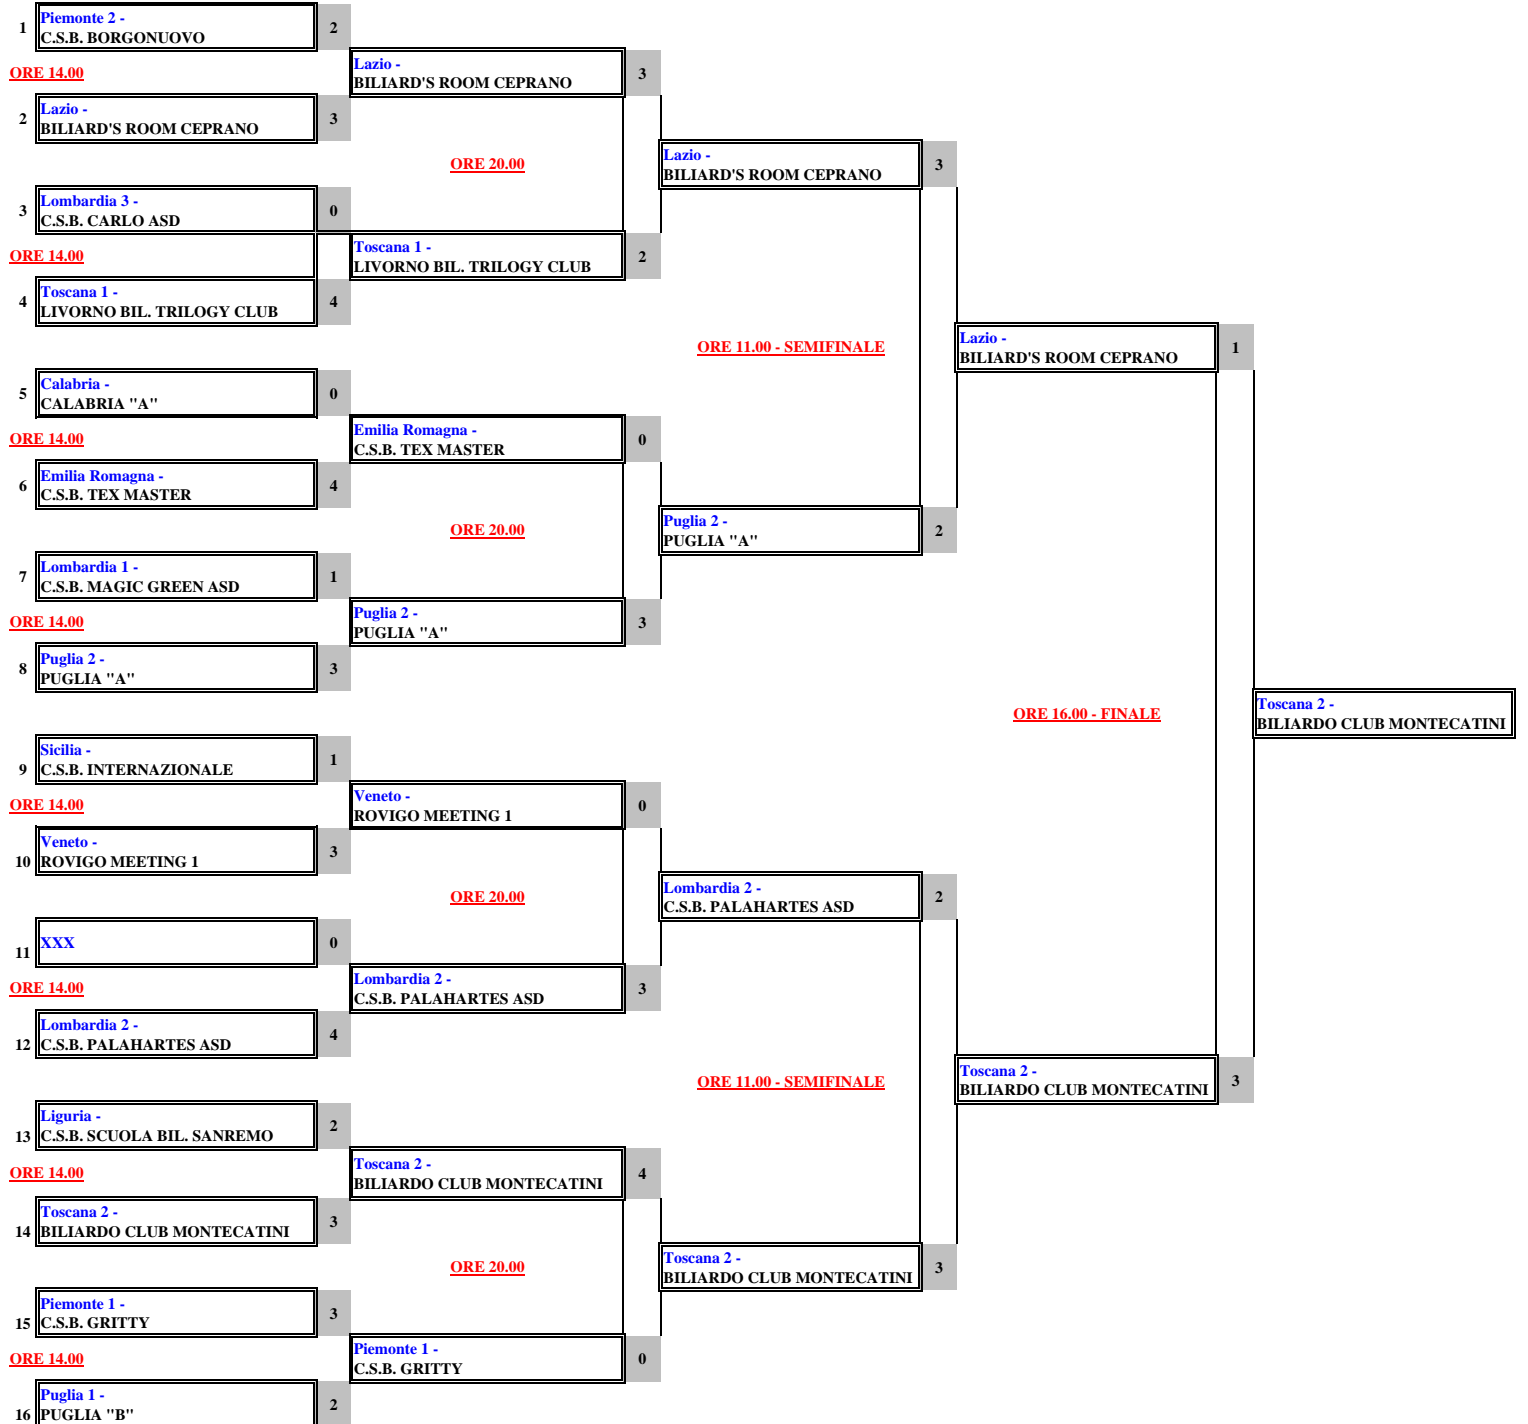 1
Piemonte 2 -
C.S.B. BORGONUOVO
2
ORE 14.00
2
Lazio -
BILIARD'S ROOM CEPRANO
3
3
Lombardia 3 -
C.S.B. CARLO ASD
0
ORE 14.00
4
Toscana 1 -
LIVORNO BIL. TRILOGY CLUB
4
5
Calabria -
CALABRIA "A"
0
ORE 14.00
6
Emilia Romagna -
C.S.B. TEX MASTER
4
7
Lombardia 1 -
C.S.B. MAGIC GREEN ASD
1
ORE 14.00
8
Puglia 2 -
PUGLIA "A"
3
9
Sicilia -
C.S.B. INTERNAZIONALE
1
ORE 14.00
10
Veneto -
ROVIGO MEETING 1
3
11
XXX
0
ORE 14.00
12
Lombardia 2 -
C.S.B. PALAHARTES ASD
4
13
Liguria -
C.S.B. SCUOLA BIL. SANREMO
2
ORE 14.00
14
Toscana 2 -
BILIARDO CLUB MONTECATINI
3
15
Piemonte 1 -
C.S.B. GRITTY
3
ORE 14.00
16
Puglia 1 -
PUGLIA "B"
2
Lazio -
BILIARD'S ROOM CEPRANO
3
ORE 20.00
Toscana 1 -
LIVORNO BIL. TRILOGY CLUB
2
Emilia Romagna -
C.S.B. TEX MASTER
0
ORE 20.00
Puglia 2 -
PUGLIA "A"
3
Veneto -
ROVIGO MEETING 1
0
ORE 20.00
Lombardia 2 -
C.S.B. PALAHARTES ASD
3
Toscana 2 -
BILIARDO CLUB MONTECATINI
4
ORE 20.00
Piemonte 1 -
C.S.B. GRITTY
0
Lazio -
BILIARD'S ROOM CEPRANO
3
ORE 11.00 - SEMIFINALE
Puglia 2 -
PUGLIA "A"
2
Lombardia 2 -
C.S.B. PALAHARTES ASD
2
ORE 11.00 - SEMIFINALE
Toscana 2 -
BILIARDO CLUB MONTECATINI
3
Lazio -
BILIARD'S ROOM CEPRANO
1
ORE 16.00 - FINALE
Toscana 2 -
BILIARDO CLUB MONTECATINI
3
Toscana 2 -
BILIARDO CLUB MONTECATINI